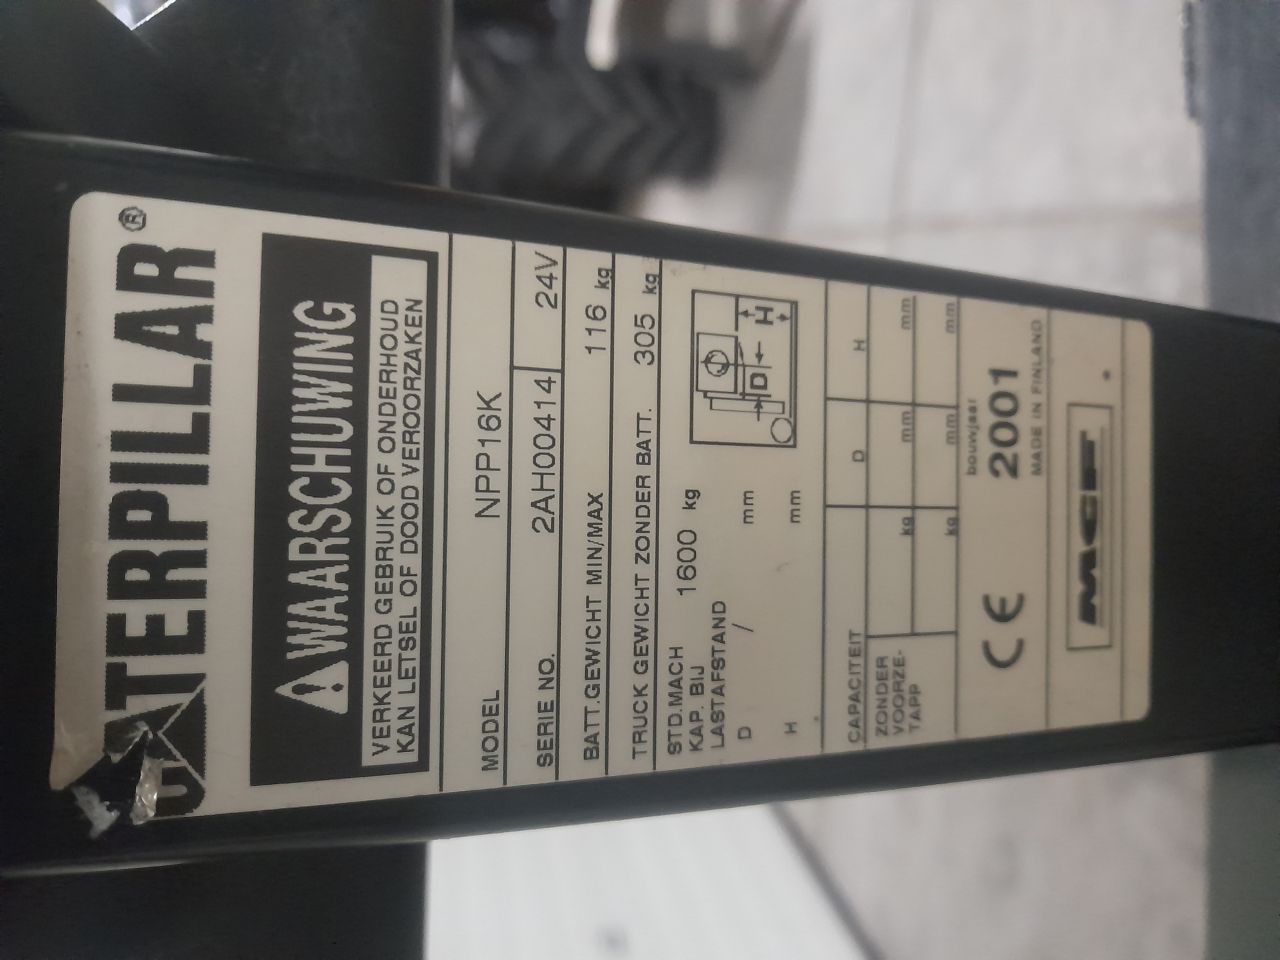 CATERPILLAR®
WAARSCHUWING
VERKEERD GEBRUIK OF ONDERHOUD
KAN LETSEL OF DOOD VEROORZAKEN
MODEL NPP16K
SERIE NO. 2AH00414 24V
BATT.GEWICHT MIN/MAX 116 kg
TRUCK GEWICHT ZONDER BATT. 305 kg
STD.MACH
KAP. BIJ 1600 kg
LASTAFSTAND
D / mm
H mm
D H
CAPACITEIT D H
ZONDER VOORZE-TAPP kg mm mm
kg mm mm
CE bouwjaar
2001
MADE IN FINLAND
MCF